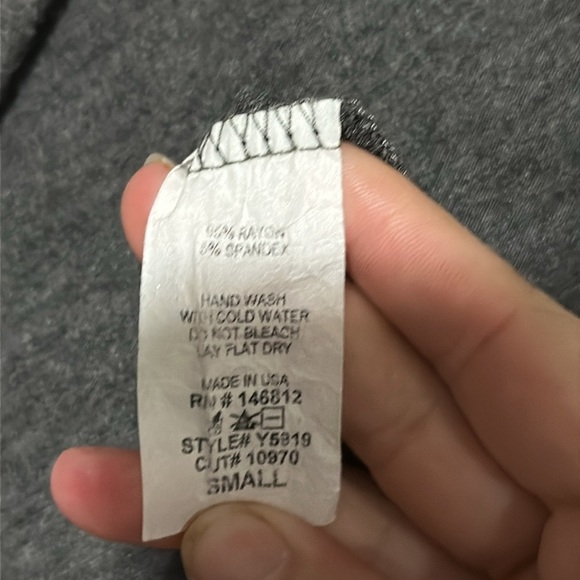 95% RAYON
5% SPANDEX
HAND WASH
WITH COLD WATER
DO NOT BLEACH
LAY FLAT DRY
MADE IN USA
RN # 146812
STYLE# Y5819
CUT# 10970
SMALL